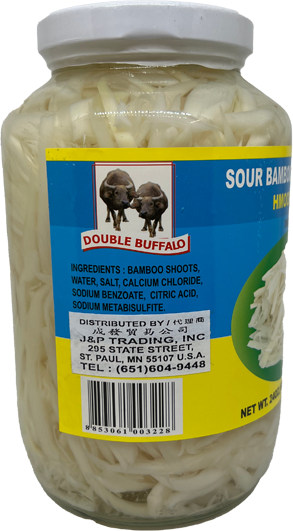 DOUBLE BUFFALO
INGREDIENTS : BAMBOO SHOOTS,
WATER, SALT, CALCIUM CHLORIDE,
SODIUM BENZOATE, CITRIC ACID,
SODIUM METABISULFITE.
DISTRIBUTED BY / 代理商
成發貿易公司
J&P TRADING, INC
295 STATE STREET,
ST. PAUL, MN 55107 U.S.A.
TEL : (651)604-9448
8853061003228
SOUR
NET WT.